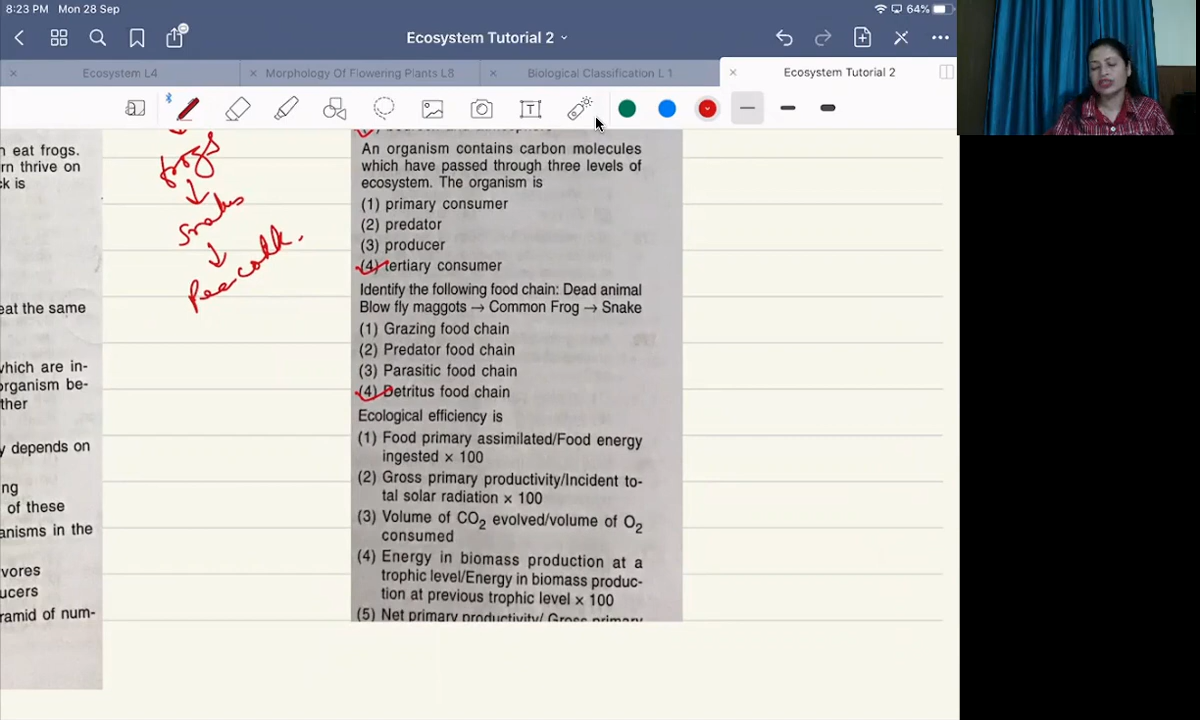 8:23 PM Mon 28 Sep
64%
Ecosystem Tutorial 2
Ecosystem L4
Morphology Of Flowering Plants L8
Biological Classification L 1
Ecosystem Tutorial 2
n eat frogs.
rn thrive on
ck is
eat the same
which are in-
organism be-
ther
y depends on
ng
of these
anisms in the
vores
ucers
ramid of num-
frogs
↓
Snakes
↓
Peacock.
An organism contains carbon molecules
which have passed through three levels of
ecosystem. The organism is
(1) primary consumer
(2) predator
(3) producer
(4) tertiary consumer
Identify the following food chain: Dead animal
Blow fly maggots → Common Frog → Snake
(1) Grazing food chain
(2) Predator food chain
(3) Parasitic food chain
(4) Detritus food chain
Ecological efficiency is
(1) Food primary assimilated/Food energy
ingested × 100
(2) Gross primary productivity/Incident to-
tal solar radiation × 100
(3) Volume of CO₂ evolved/volume of O₂
consumed
(4) Energy in biomass production at a
trophic level/Energy in biomass produc-
tion at previous trophic level × 100
(5) Net primary productivity/ Gross primary